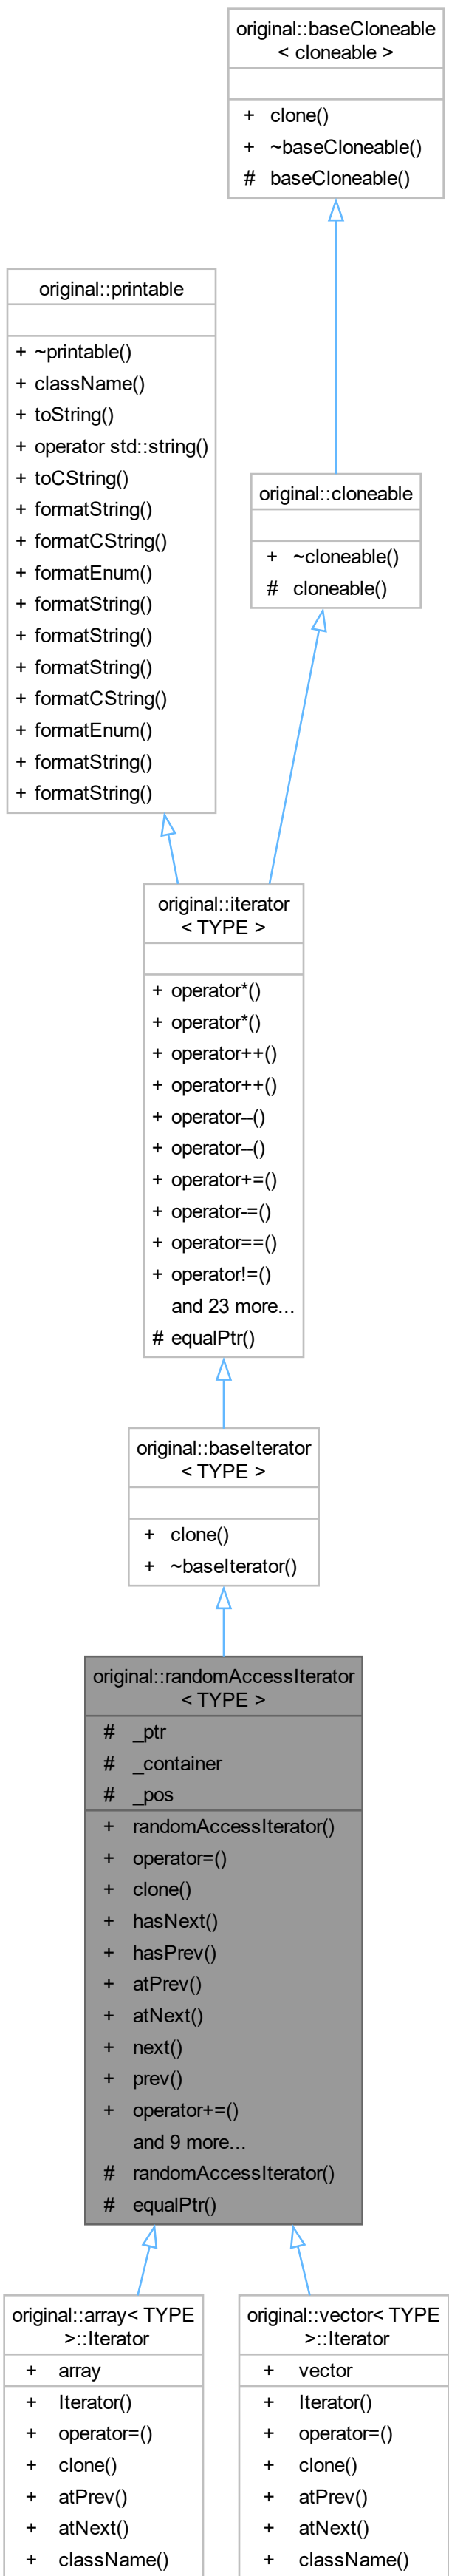 original::baseCloneable
< cloneable >
+ clone()
+ ~baseCloneable()
# baseCloneable()
original::printable
+ ~printable()
+ className()
+ toString()
+ operator std::string()
+ toCString()
+ formatString()
+ formatCString()
+ formatEnum()
+ formatString()
+ formatString()
+ formatString()
+ formatCString()
+ formatEnum()
+ formatString()
+ formatString()
original::cloneable
+ ~cloneable()
# cloneable()
original::iterator
< TYPE >
+ operator*()
+ operator*()
+ operator++()
+ operator++()
+ operator--()
+ operator--()
+ operator+=()
+ operator-=()
+ operator==()
+ operator!=()
and 23 more...
# equalPtr()
original::baseIterator
< TYPE >
+ clone()
+ ~baseIterator()
original::randomAccessIterator
< TYPE >
# _ptr
# _container
# _pos
+ randomAccessIterator()
+ operator=()
+ clone()
+ hasNext()
+ hasPrev()
+ atPrev()
+ atNext()
+ next()
+ prev()
+ operator+=()
and 9 more...
# randomAccessIterator()
# equalPtr()
original::array< TYPE
>::Iterator
+ array
+ Iterator()
+ operator=()
+ clone()
+ atPrev()
+ atNext()
+ className()
original::vector< TYPE
>::Iterator
+ vector
+ Iterator()
+ operator=()
+ clone()
+ atPrev()
+ atNext()
+ className()